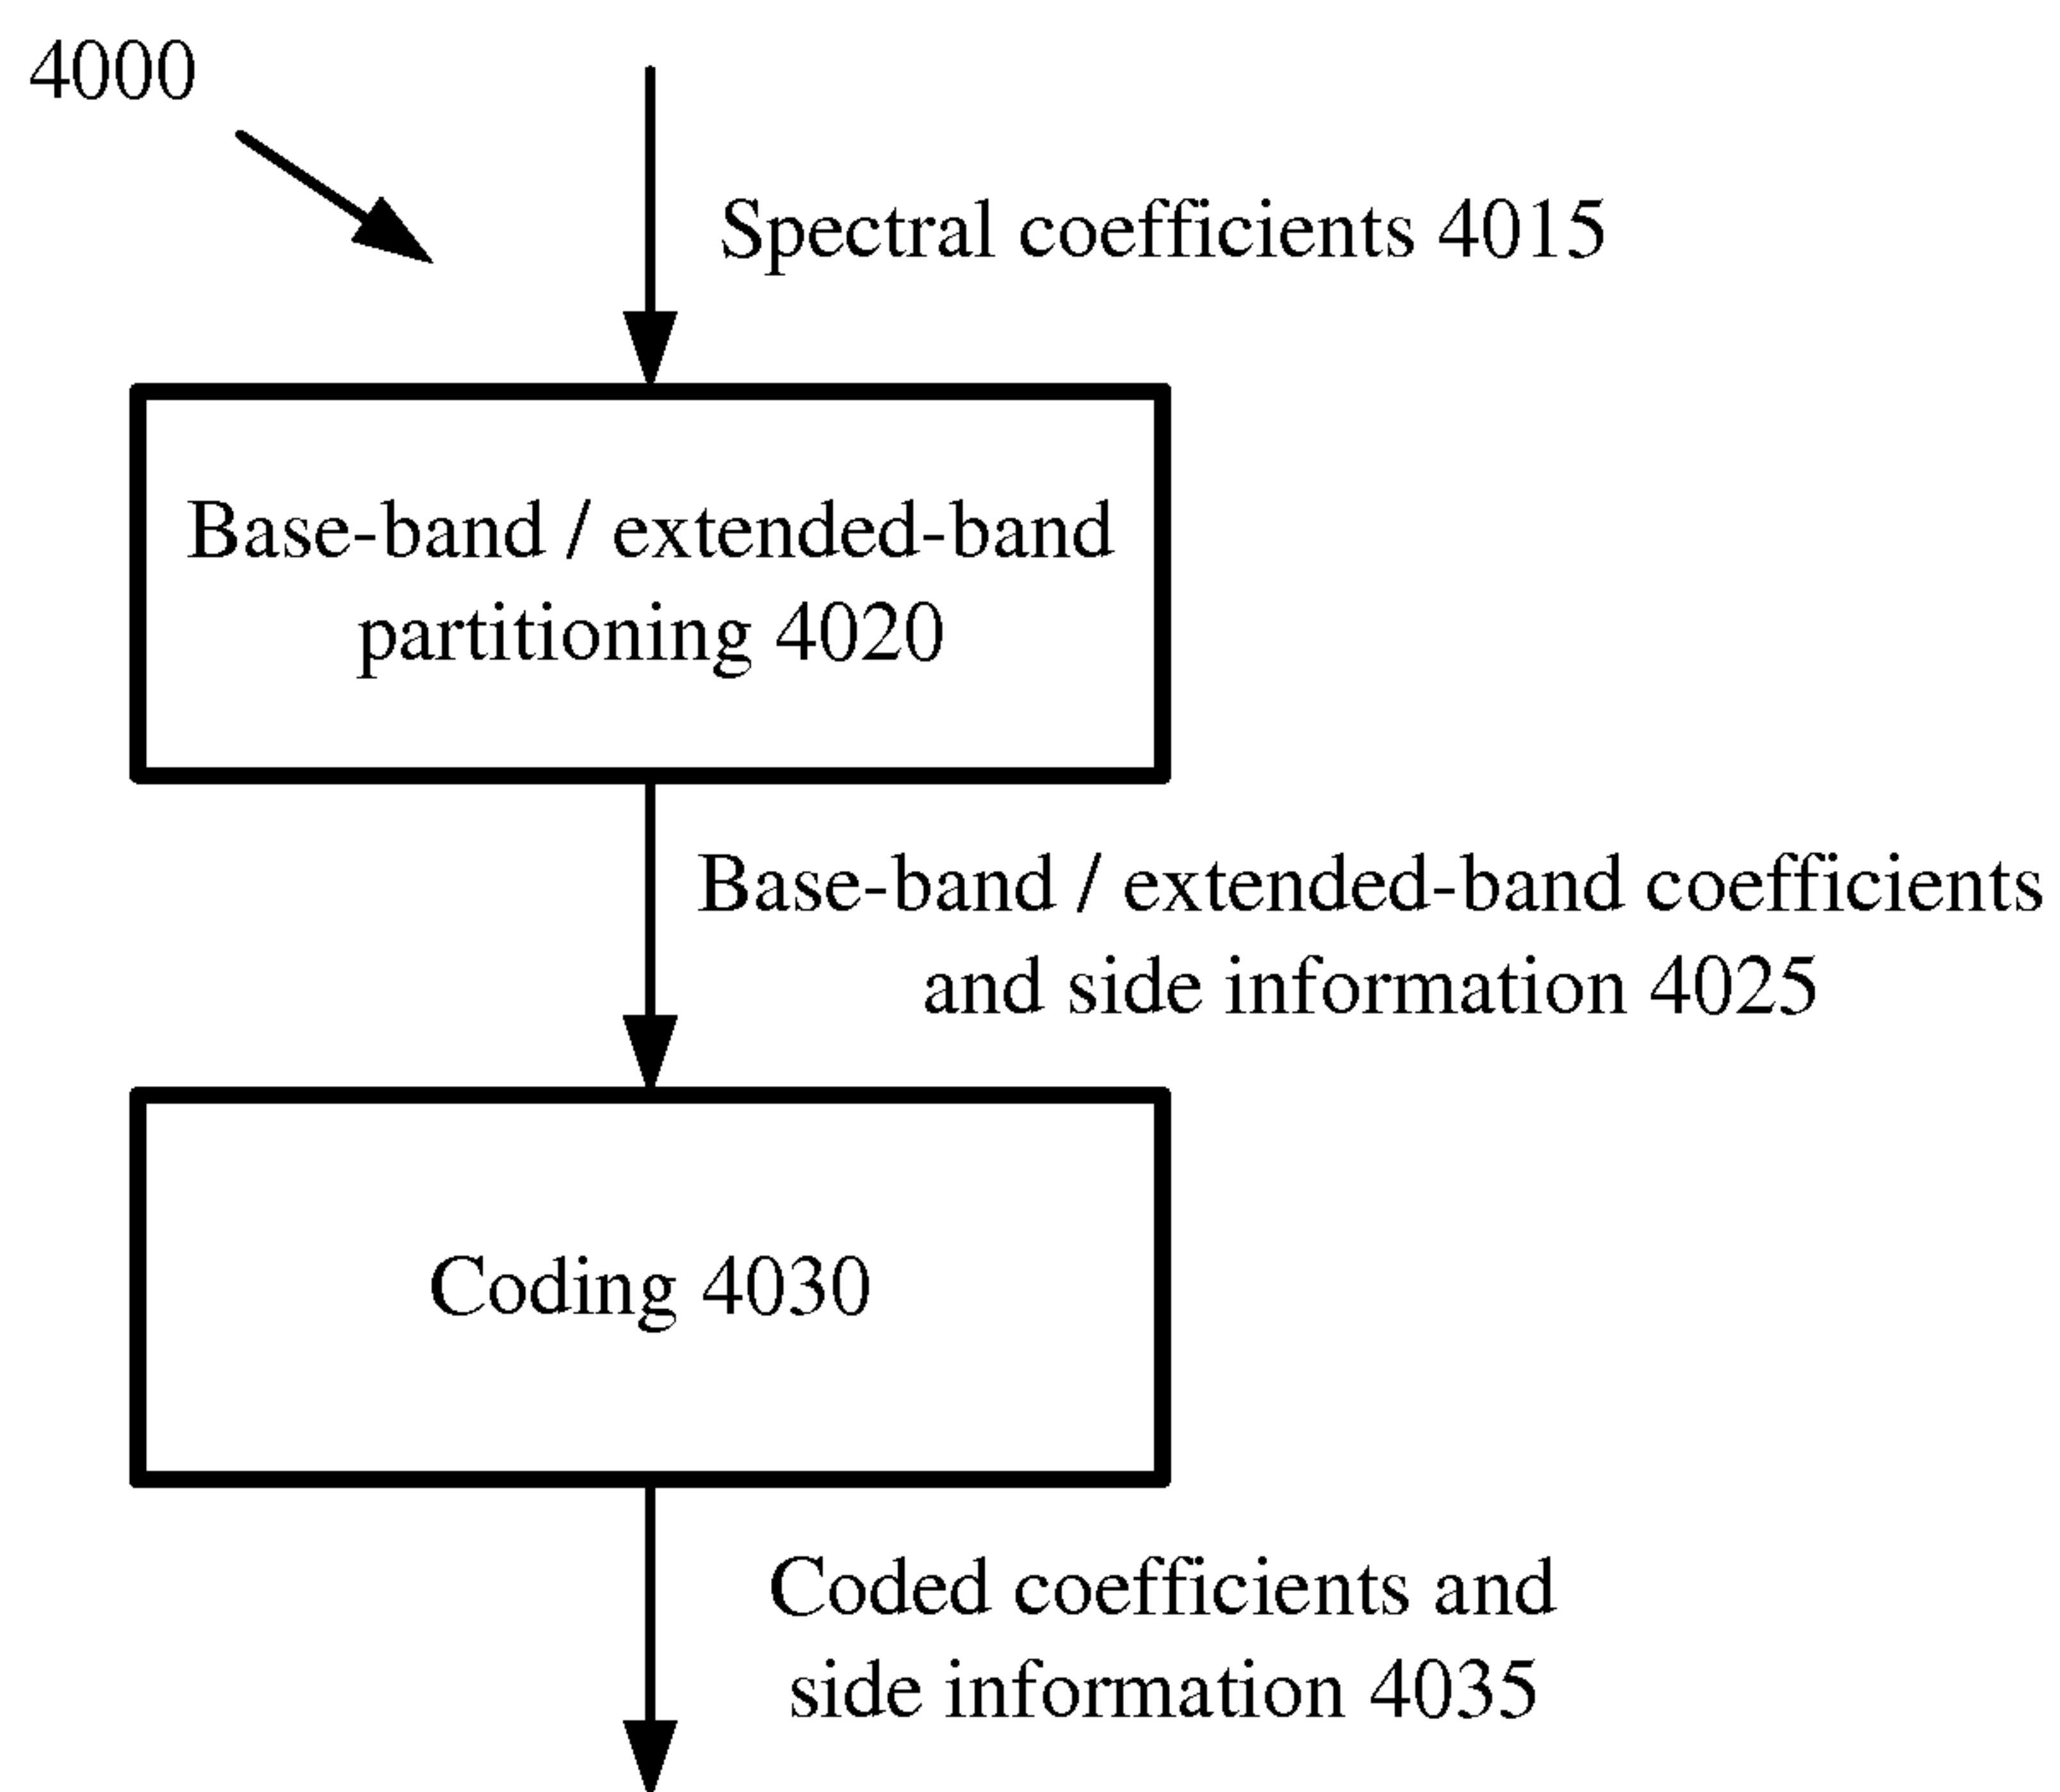 4000
Spectral coefficients 4015
Base-band / extended-band
partitioning 4020
Base-band / extended-band coefficients
and side information 4025
Coding 4030
Coded coefficients and
side information 4035